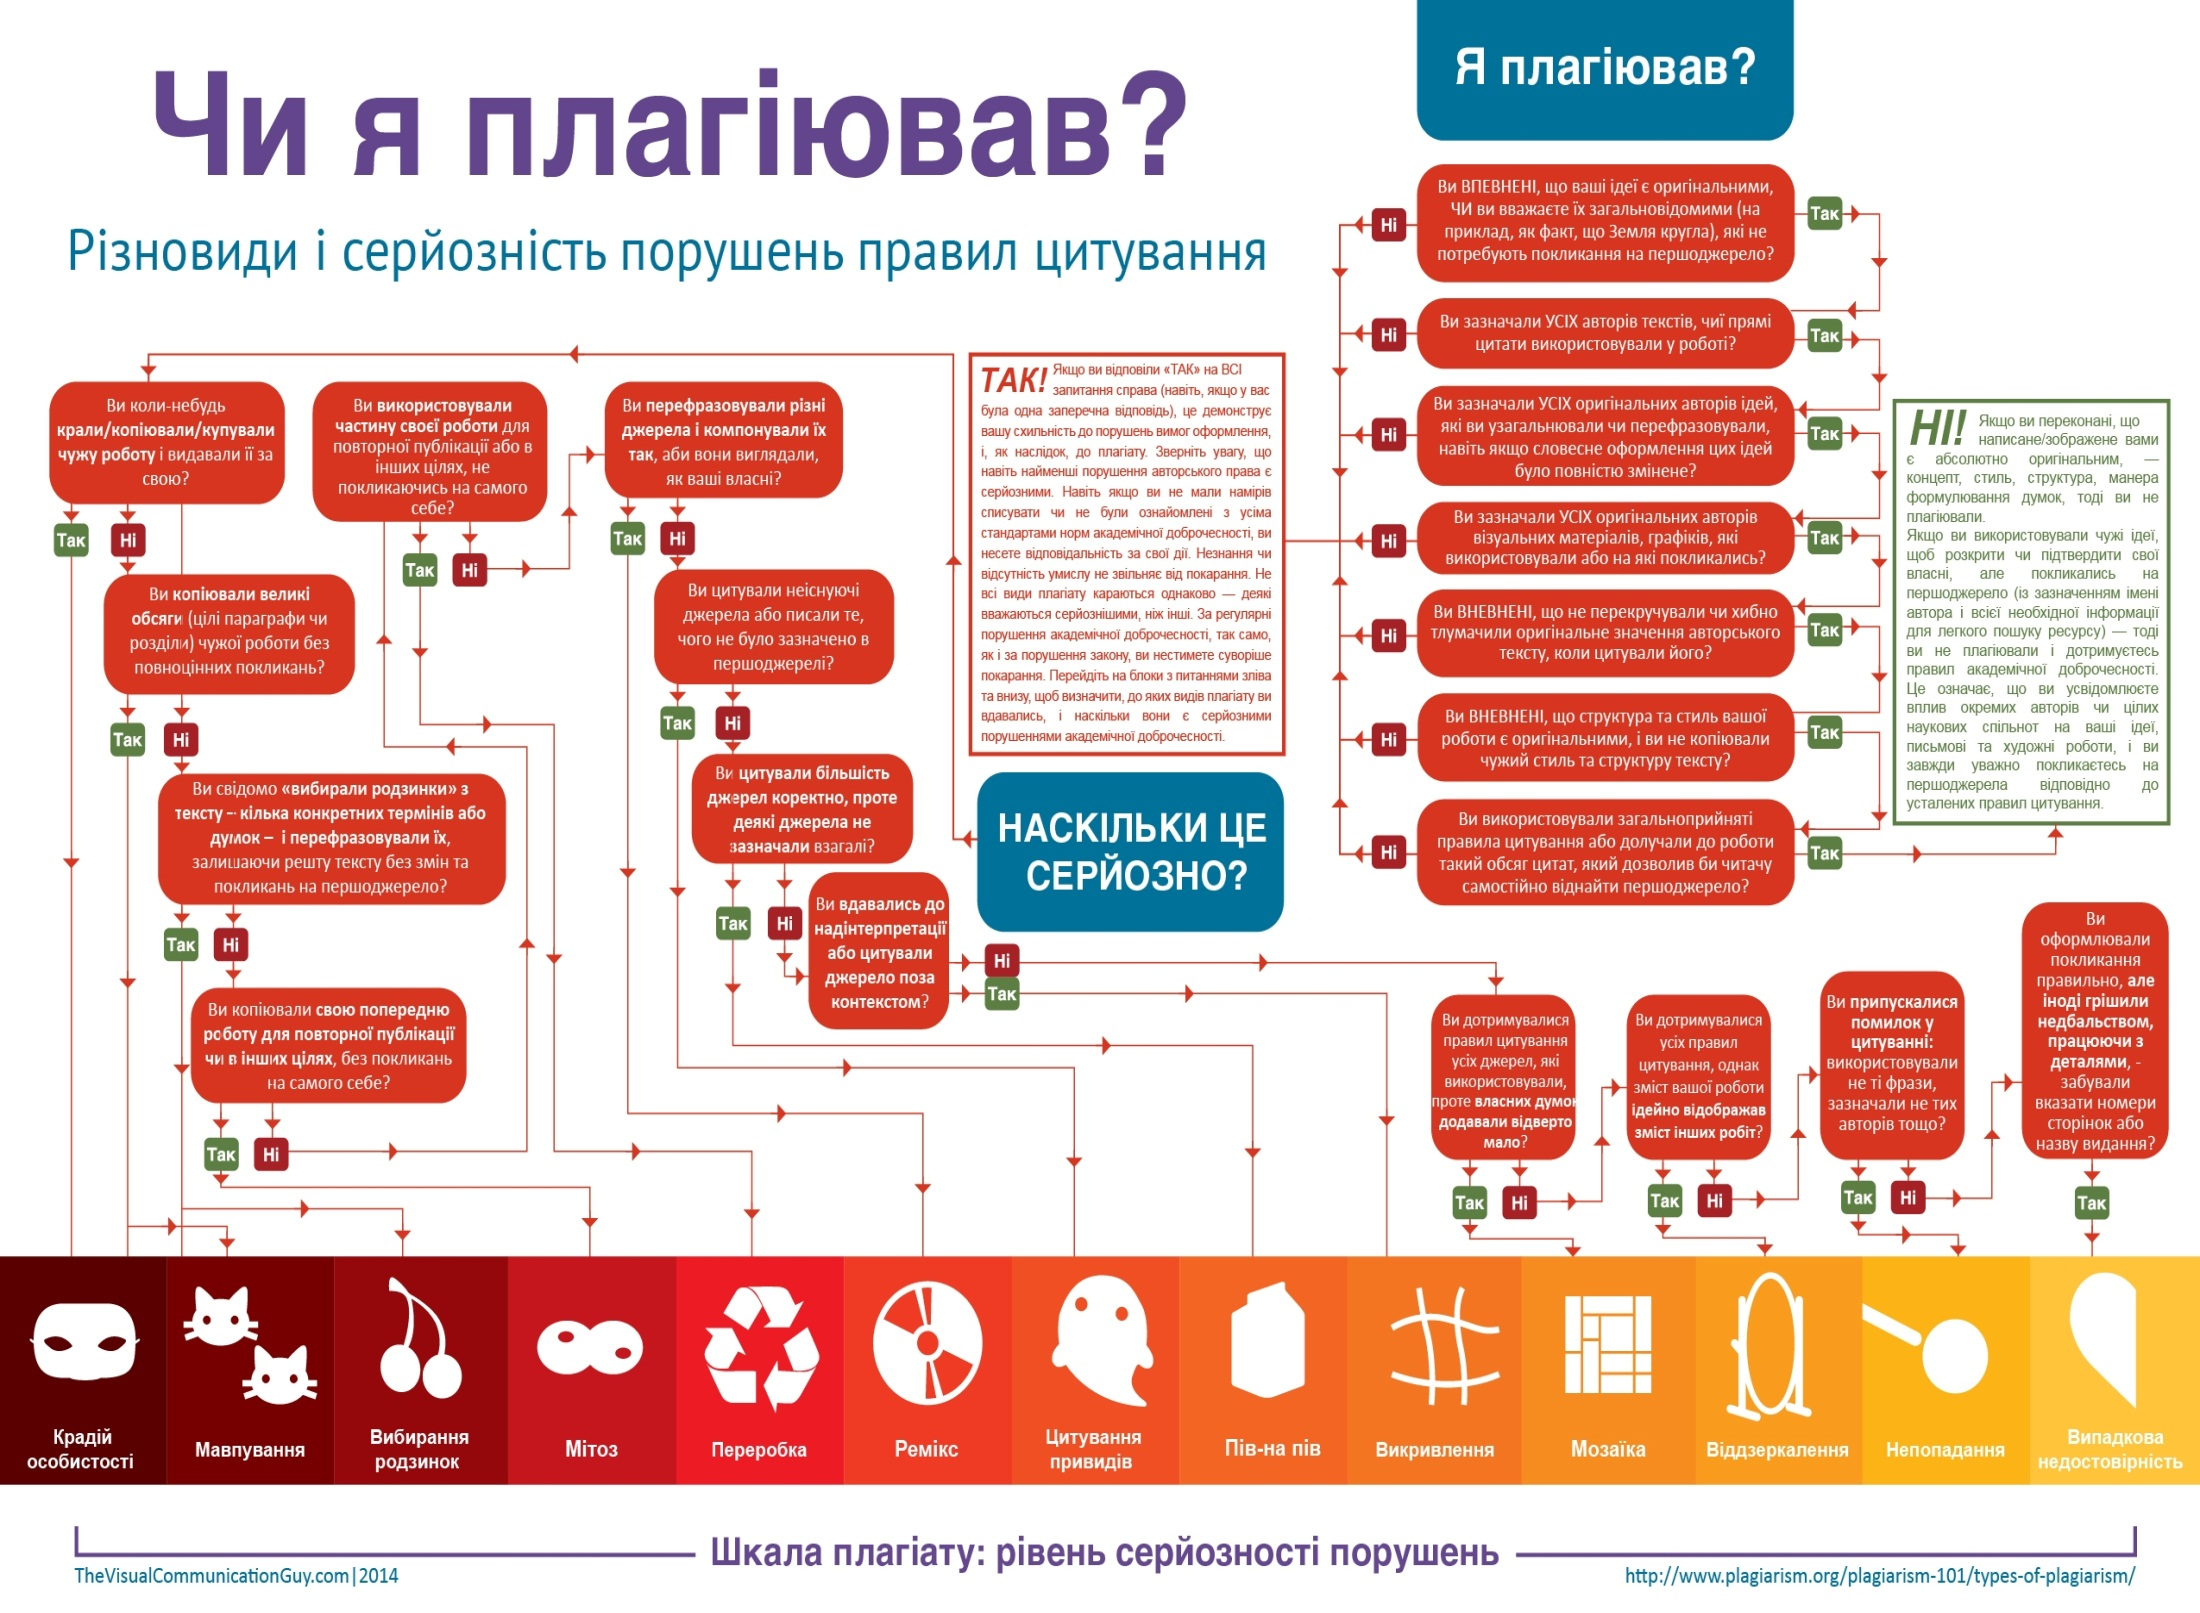 Чи я плагіював?
Різновиди і серйозність порушень правил цитування
Я плагіював?
Ви ВПЕВНЕНІ, що ваші ідеї є оригінальними,
ЧИ ви вважаєте їх загальновідомими (на
приклад, як факт, що Земля кругла), які не
потребують покликання на першоджерело?
Ні
Так
Ви зазначали УСІХ авторів текстів, чиї прямі
цитати використовували у роботі?
Ні
Так
Ви зазначали УСІХ оригінальних авторів ідей,
які ви узагальнювали чи перефразовували,
навіть якщо словесне оформлення цих ідей
було повністю змінене?
Ні
Так
Ви зазначали УСІХ оригінальних авторів
візуальних матеріалів, графіків, які
використовували або на які покликались?
Ні
Так
Ви ВНЕВНЕНІ, що не перекручували чи хибно
тлумачили оригінальне значення авторського
тексту, коли цитували його?
Ні
Так
Ви ВНЕВНЕНІ, що структура та стиль вашої
роботи є оригінальними, і ви не копіювали
чужий стиль та структуру тексту?
Ні
Так
Ви використовували загальноприйняті
правила цитування або долучали до роботи
такий обсяг цитат, який дозволив би читачу
самостійно віднайти першоджерело?
Ні
Так
НІ! Якщо ви переконані, що
написане/зображене вами
є абсолютно оригінальним, —
концепт, стиль, структура, манера
формулювання думок, тоді ви не
плагіювали.
Якщо ви використовували чужі ідеї,
щоб розкрити чи підтвердити свої
власні, але покликались на
першоджерело (із зазначенням імені
автора і всієї необхідної інформації
для легкого пошуку ресурсу) — тоді
ви не плагіювали і дотримуєтесь
правил академічної доброчесності.
Це означає, що ви усвідомлюєте
вплив окремих авторів чи цілих
наукових спільнот на ваші ідеї,
письмові та художні роботи, і ви
завжди уважно покликаєтесь на
першоджерела відповідно до
усталених правил цитування.
ТАК! Якщо ви відповіли «ТАК» на ВСІ
запитання справа (навіть, якщо у вас
була одна заперечна відповідь), це демонструє
вашу схильність до порушень вимог оформлення,
і, як наслідок, до плагіату. Зверніть увагу, що
навіть найменші порушення авторського права є
серйозними. Навіть якщо ви не мали намірів
списувати чи не були ознайомлені з усіма
стандартами норм академічної доброчесності, ви
несете відповідальність за свої дії. Незнання чи
відсутність умислу не звільняє від покарання. Не
всі види плагіату караються однаково — деякі
вважаються серйознішими, ніж інші. За регулярні
порушення академічної доброчесності, так само,
як і за порушення закону, ви нестимете суворіше
покарання. Перейдіть на блоки з питаннями зліва
та внизу, щоб визначити, до яких видів плагіату ви
вдавались, і наскільки вони є серйозними
порушеннями академічної доброчесності.
НАСКІЛЬКИ ЦЕ
СЕРЙОЗНО?
Ви коли-небудь
крали/копіювали/купували
чужу роботу і видавали її за
свою?
Так
Ні
Ви копіювали великі
обсяги (цілі параграфи чи
розділи) чужої роботи без
повноцінних покликань?
Так
Ні
Ви свідомо «вибирали родзинки» з
тексту – кілька конкретних термінів або
думок – і перефразовували їх,
залишаючи решту тексту без змін та
покликань на першоджерело?
Так
Ні
Ви копіювали свою попередню
роботу для повторної публікації
чи в інших цілях, без покликань
на самого себе?
Так
Ні
Ви використовували
частину своєї роботи для
повторної публікації або в
інших цілях, не
покликаючись на самого
себе?
Так
Ні
Ви перефразовували різні
джерела і компонували їх
так, аби вони виглядали,
як ваші власні?
Так
Ні
Ви цитували неіснуючі
джерела або писали те,
чого не було зазначено в
першоджерелі?
Так
Ні
Ви цитували більшість
джерел коректно, проте
деякі джерела не
зазначали взагалі?
Так
Ні
Ви вдавались до
надінтерпретації
або цитували
джерело поза
контекстом?
Ні
Так
Ви дотримувалися
правил цитування
усіх джерел, які
використовували,
проте власних думок
додавали відверто
мало?
Так
Ні
Ви дотримувалися
усіх правил
цитування, однак
зміст вашої роботи
ідейно відображав
зміст інших робіт?
Так
Ні
Ви припускалися
помилок у
цитуванні:
використовували
не ті фрази,
зазначали не тих
авторів тощо?
Так
Ні
Ви
оформлювали
покликання
правильно, але
іноді грішили
недбальством,
працюючи з
деталями, -
забували
вказати номери
сторінок або
назву видання?
Так
Крадій
особистості
Мавпування
Вибирання
родзинок
Мітоз
Переробка
Ремікс
Цитування
привидів
Пів-на пів
Викривлення
Мозаїка
Віддзеркалення
Непопадання
Випадкова
недостовірність
Шкала плагіату: рівень серйозності порушень
TheVisualCommunicationGuy.com|2014
http://www.plagiarism.org/plagiarism-101/types-of-plagiarism/